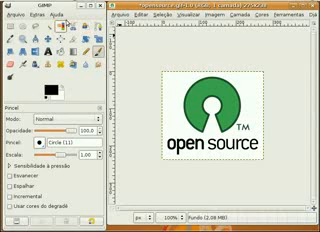 GIMP
Arquivo Extras Ajuda
Pincel
Modo: Normal
Opacidade: 100,0
Pincel: Circle (11)
Escala: 1,00
Sensibilidade à pressão
Esvanecer
Espalhar
Incremental
Usar cores do degradê
Arquivo Editar Seleção Visualizar Imagem Camada Cores Ferramentas
TM
open source
px 100% Fundo (2,08 MB)